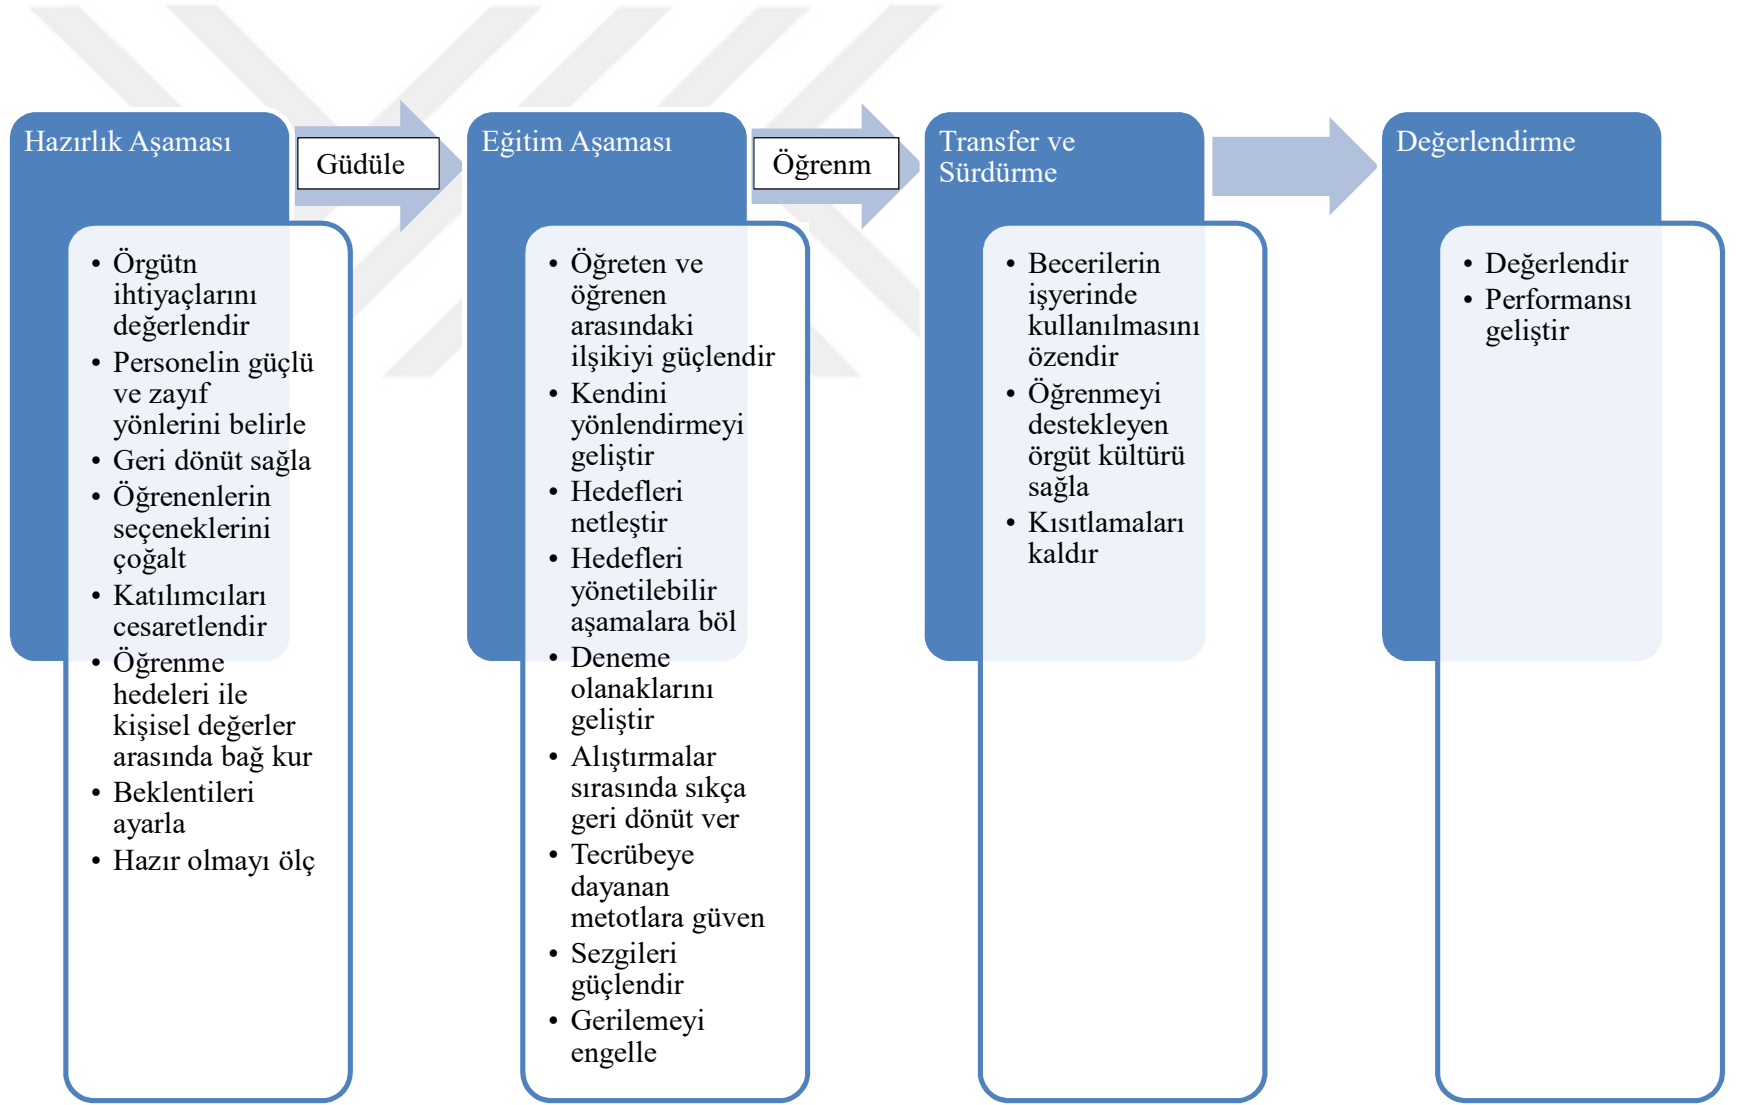 Hazırlık Aşaması
Örgütn
ihtiyaçlarını
değerlendir
Personelin güçlü
ve zayıf
yönlerini belirle
Geri dönüt sağla
Öğrenenlerin
seçeneklerini
çoğalt
Katılımcıları
cesaretlendir
Öğrenme
hedeleri ile
kişisel değerler
arasında bağ kur
Beklentileri
ayarla
Hazır olmayı ölç
Güdüle
Eğitim Aşaması
Öğreten ve
öğrenen
arasındaki
ilşikiyi güçlendir
Kendini
yönlendirmeyi
geliştir
Hedefleri
netleştir
Hedefleri
yönetilebilir
aşamalara böl
Deneme
olanaklarını
geliştir
Alıştırmalar
sırasında sıkça
geri dönüt ver
Tecrübeye
dayanan
metotlara güven
Sezgileri
güçlendir
Gerilemeyi
engelle
Öğrenm
Transfer ve
Sürdürme
Becerilerin
işyerinde
kullanılmasını
özendir
Öğrenmeyi
destekleyen
örgüt kültürü
sağla
Kısıtlamaları
kaldır
Değerlendirme
Değerlendir
Performansı
geliştir